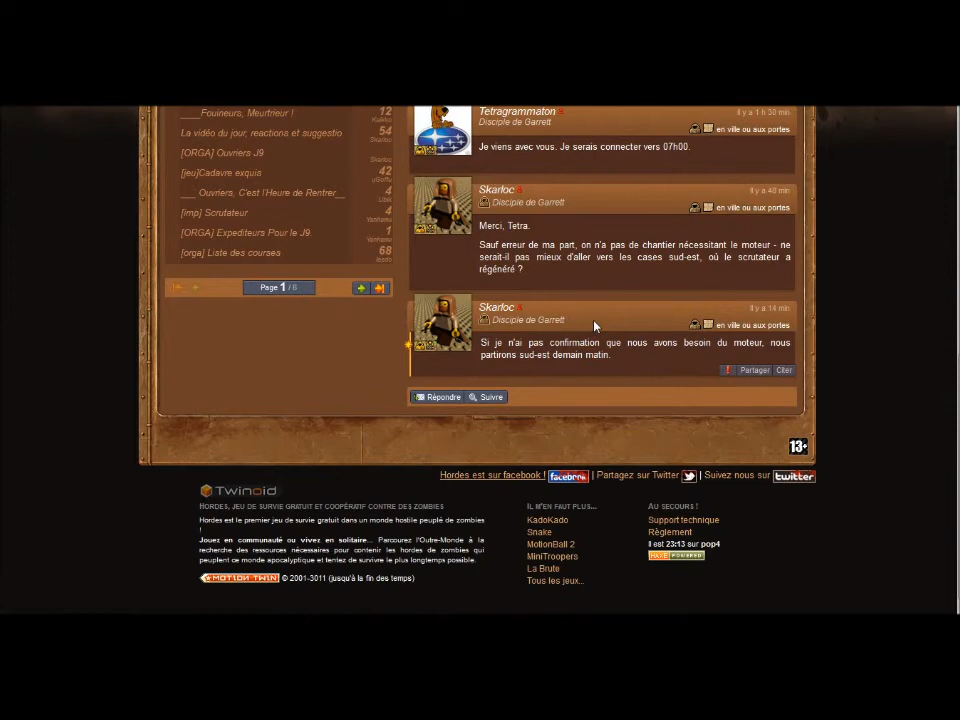 ____Fouineurs, Meurtrieur !
12
Kaikko
La vidéo du jour, reactions et suggestio
54
Skarloc
[ORGA] Ouvriers J9
Skarloc
[jeu]Cadavre exquis
42
___Ouvriers, C'est l'Heure de Rentrer__
4
Ubik
[imp] Scrutateur
4
Vanhama
[ORGA] Expediteurs Pour le J9
1
Vanhama
[orga] Liste des courses
68
Page 1 / 6
Tetragrammaton
Il y a 1 h 30 min
Disciple de Garrett
en ville ou aux portes
Je viens avec vous. Je serais connecter vers 07h00.
Skarloc
Il y a 48 min
Disciple de Garrett
en ville ou aux portes
Merci, Tetra.
Sauf erreur de ma part, on n'a pas de chantier nécessitant le moteur - ne
serait-il pas mieux d'aller vers les cases sud-est, où le scrutateur a
régénéré ?
Skarloc
Il y a 14 min
Disciple de Garrett
en ville ou aux portes
Si je n'ai pas confirmation que nous avons besoin du moteur, nous
partirons sud-est demain matin.
! Partager Citer
Répondre Suivre
13+
Hordes est sur facebook ! facebook | Partagez sur Twitter | Suivez nous sur twitter
Twinoid
Hordes, jeu de survie gratuit et coopératif contre des zombies
Hordes est le premier jeu de survie gratuit dans un monde hostile peuplé de zombies
!
Jouez en communauté ou vivez en solitaire... Parcourez l'Outre-Monde à la
recherche des ressources nécessaires pour contenir les hordes de zombies qui
peuplent ce monde apocalyptique et tentez de survivre le plus longtemps possible.
MOTION TWIN © 2001-3011 (jusqu'à la fin des temps)
Il m'en faut plus...
KadoKado
Snake
MotionBall 2
MiniTroopers
La Brute
Tous les jeux...
Au secours !
Support technique
Règlement
Il est 23:13 sur pop4
HAXE POWERED